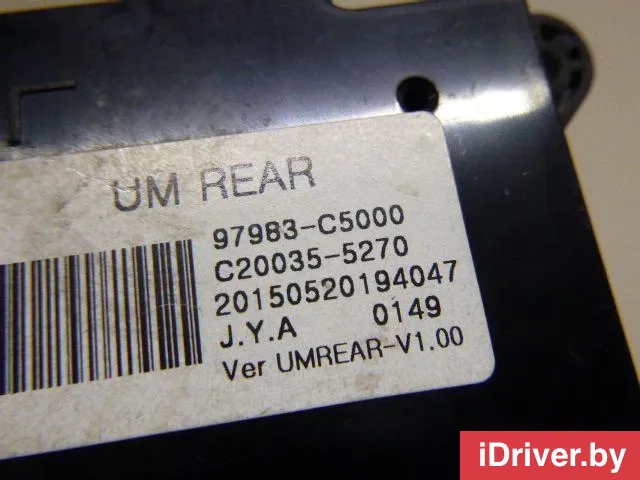 UM REAR
97983-C5000
C20035-5270
20150520194047
J.Y.A 0149
Ver UMREAR-V1.00
iDriver.by